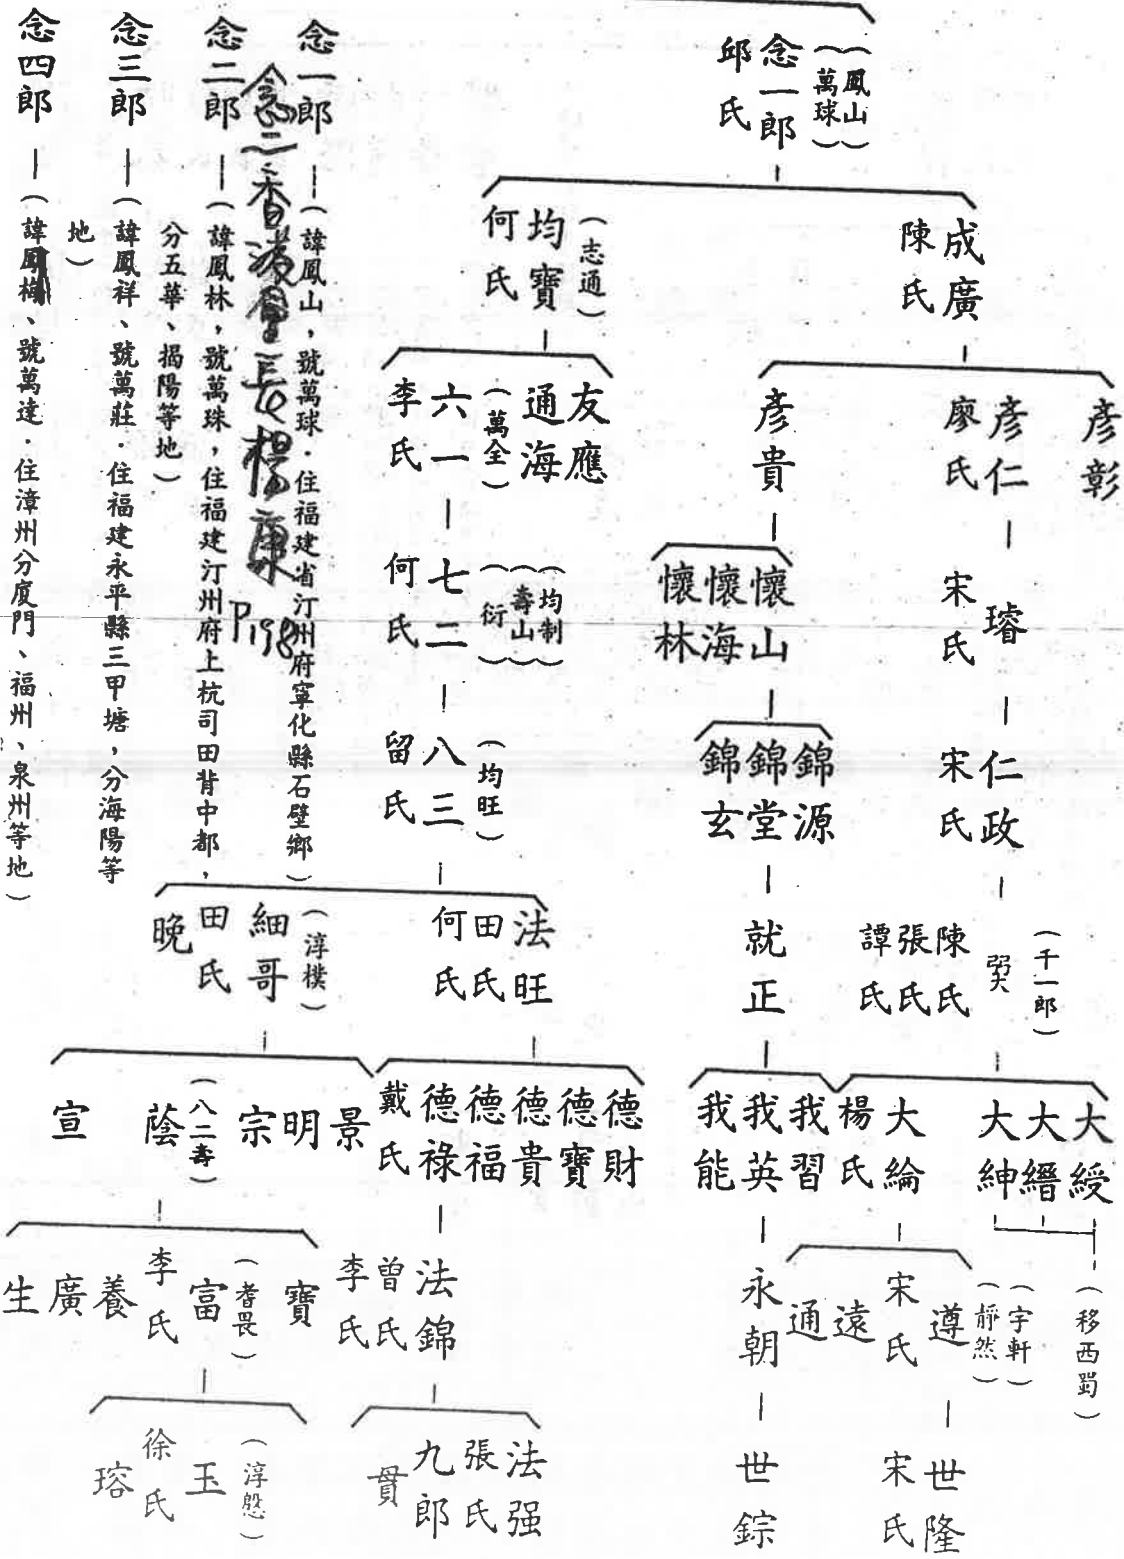 （鳳山）
（萬球）
念一郎
邱氏
成廣
陳氏
（志通）
均寶
何氏
彥彰
彥仁
廖氏
彥貴
友應
通海
（萬全）
六一
李氏
璿
宋氏
懷山
懷海
懷林
（均制）
（壽山）
（衍）
七二
何氏
仁政
宋氏
錦源
錦堂
錦玄
（均旺）
八三
留氏
（千一郎）
陳氏
張氏
譚氏
就正
法旺
田氏
何氏
（淳樸）
細哥
田氏
晚
大綬
大縉
大紳
大綸
楊氏
我習
我英
我能
德財
德寶
德貴
德福
德祿
戴氏
景
明
宗
（八二壽）
蔭
宣
（移西蜀）
（宇軒）
（靜然）
遵
宋氏
遠
通
永朝
法錦
曾氏
李氏
寶
（耆畏）
富
李氏
養
廣
生
世隆
宋氏
世錝
法强
張氏
九郎
貫
（淳愍）
玉
徐氏
瑢
念一郎—（諱鳳山，號萬球．住福建省汀州府寧化縣石壁鄉）
念二郎—（諱鳳林，號萬珠，住福建汀州府上杭司田背中都，
分五華、揭陽等地）
念三郎—（諱鳳祥、號萬莊．住福建永平縣三甲塘，分海陽等
地）
念四郎—（諱鳳梅、號萬達．住漳州分廈門、福州、泉州等地）
P198